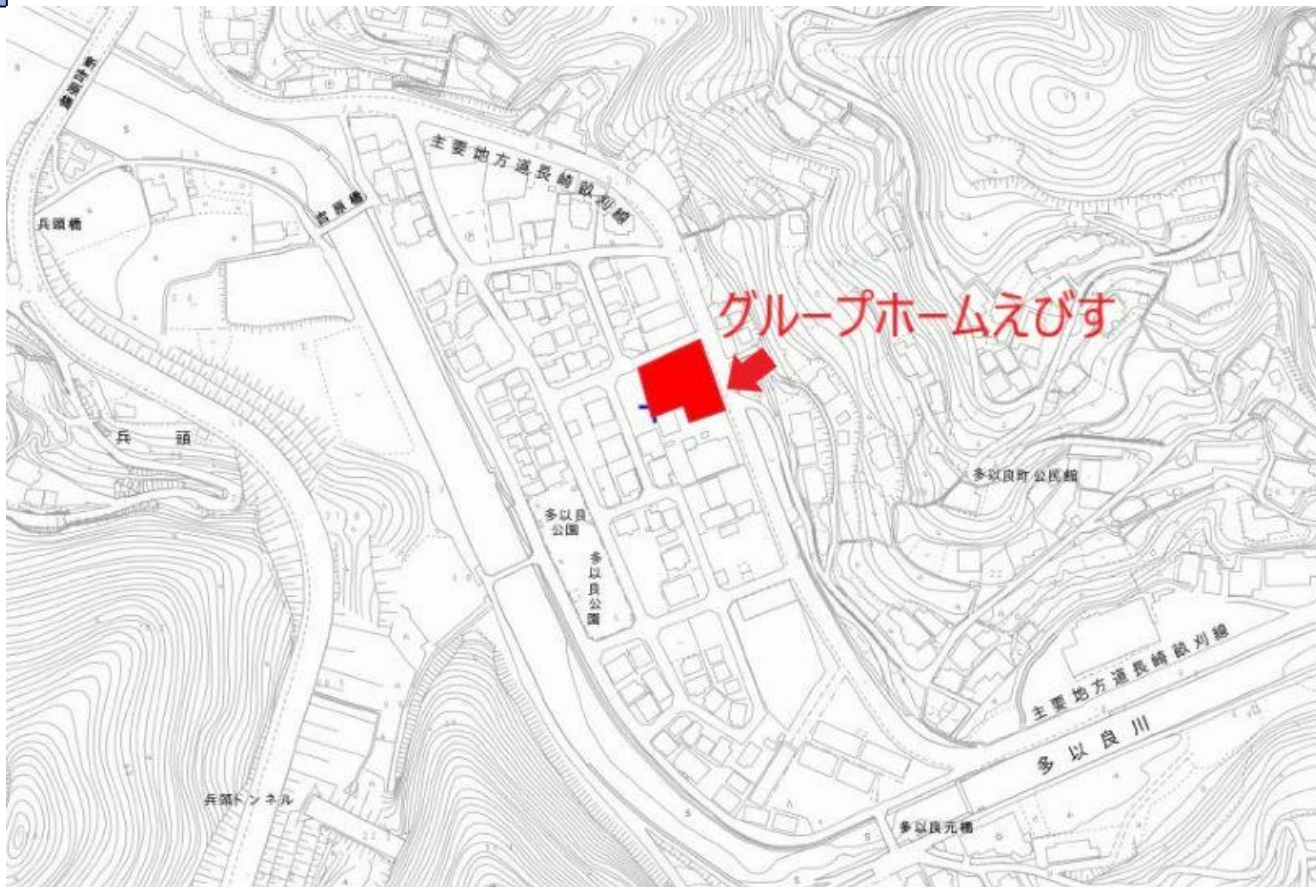 主要地方道長崎畝刈線
兵頭橋
吉原橋
グループホームえびす
兵頭
多以良町公民館
多以良
公園
多以良公園
主要地方道長崎畝刈線
多以良川
兵頭トンネル
多以良元橋